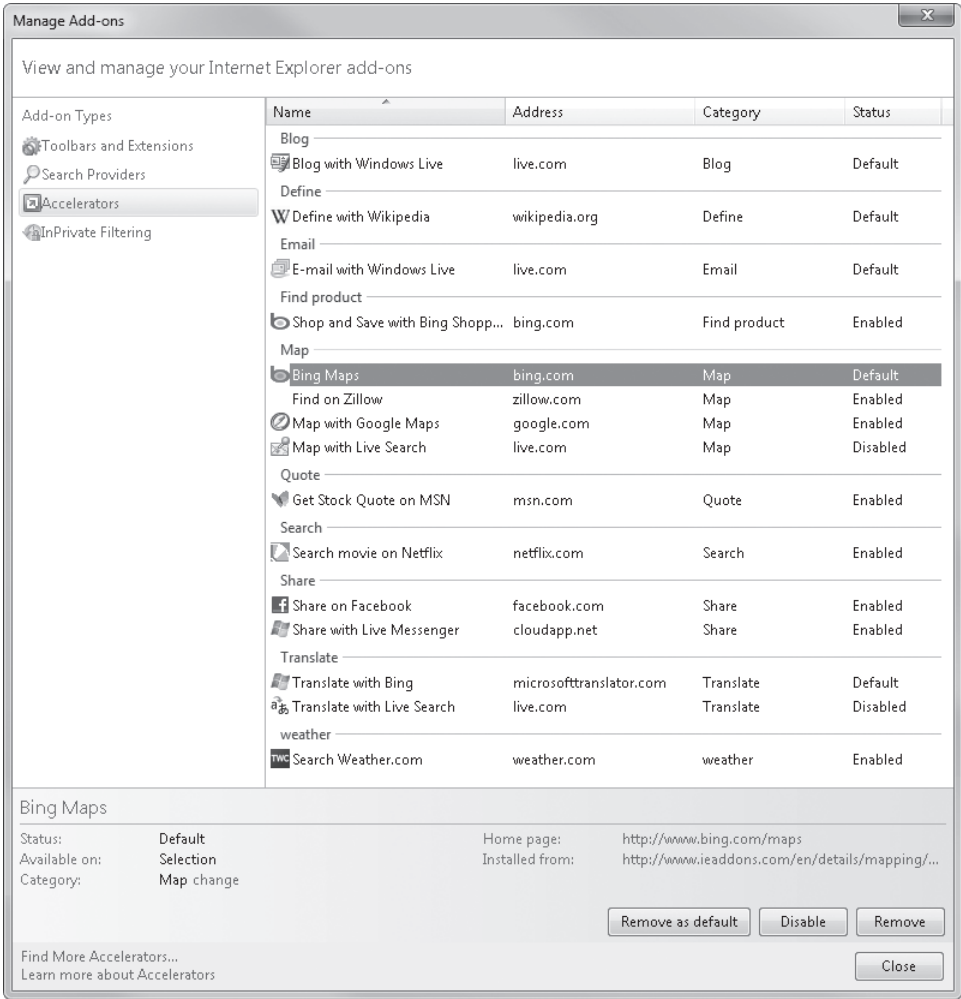 Manage Add-ons
View and manage your Internet Explorer add-ons
Add-on Types
Toolbars and Extensions
Search Providers
Accelerators
InPrivate Filtering
Name Address Category Status
Blog
Blog with Windows Live live.com Blog Default
Define
W Define with Wikipedia wikipedia.org Define Default
Email
E-mail with Windows Live live.com Email Default
Find product
Shop and Save with Bing Shopp... bing.com Find product Enabled
Map
Bing Maps bing.com Map Default
Find on Zillow zillow.com Map Enabled
Map with Google Maps google.com Map Enabled
Map with Live Search live.com Map Disabled
Quote
Get Stock Quote on MSN msn.com Quote Enabled
Search
Search movie on Netflix netflix.com Search Enabled
Share
f Share on Facebook facebook.com Share Enabled
Share with Live Messenger cloudapp.net Share Enabled
Translate
Translate with Bing microsofttranslator.com Translate Default
aあ Translate with Live Search live.com Translate Disabled
weather
TWC Search Weather.com weather.com weather Enabled
Bing Maps
Status: Default Home page: http://www.bing.com/maps
Available on: Selection Installed from: http://www.ieaddons.com/en/details/mapping/...
Category: Map change
Remove as default Disable Remove
Find More Accelerators...
Learn more about Accelerators
Close